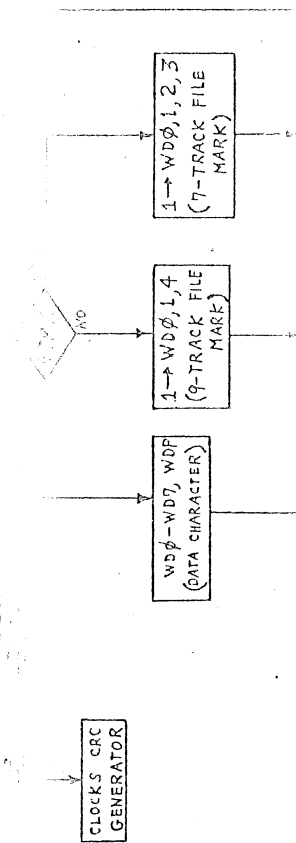 CLOCKS CRC
GENERATOR
WDØ-WD7, WDP
(DATA CHARACTER)
NO
1→WDØ,1,4
(9-TRACK FILE
MARK)
1→WDØ,1,2,3
(7-TRACK FILE
MARK)